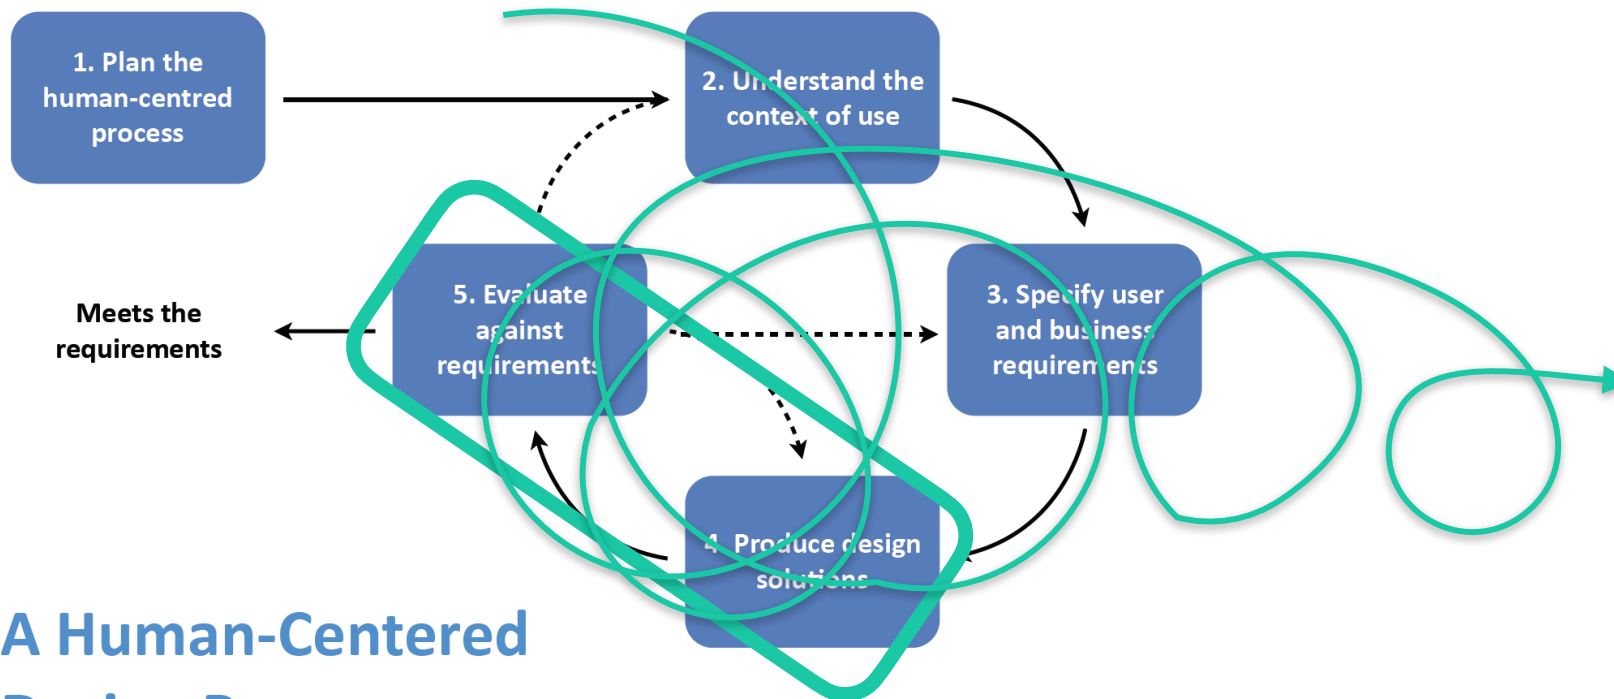 1. Plan the
human-centred
process
2. Understand the
context of use
3. Specify user
and business
requirements
4. Produce design
solutions
5. Evaluate
against
requirements
Meets the
requirements
A Human-Centered